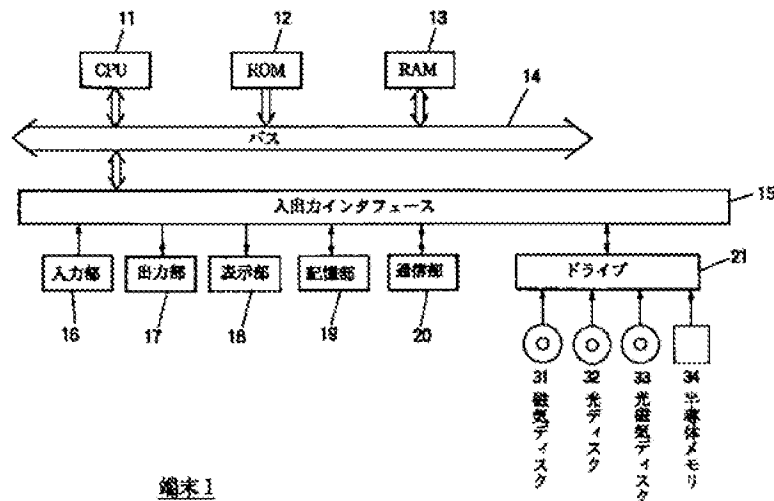 11
12
13
CPU
ROM
RAM
14
バス
入出力インタフェース
15
入力部
出力部
表示部
記憶部
通信部
ドライブ
21
16
17
18
19
20
31
32
33
34
磁気ディスク
光ディスク
光磁気ディスク
半導体メモリ
端末1